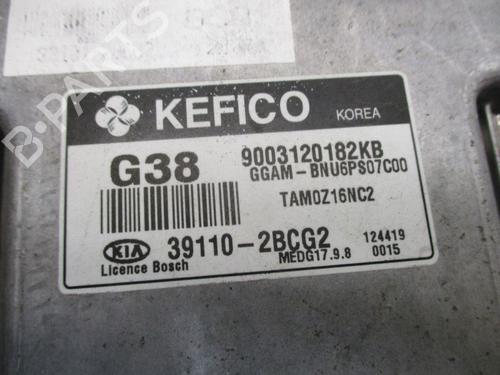 B-PARTS
KEFICO
KOREA
G38
9003120182KB
GGAM-BNU6PS07C00
TAM0Z16NC2
KIA
39110-2BCG2
124419
Licence Bosch
MEDG17.9.8
0015